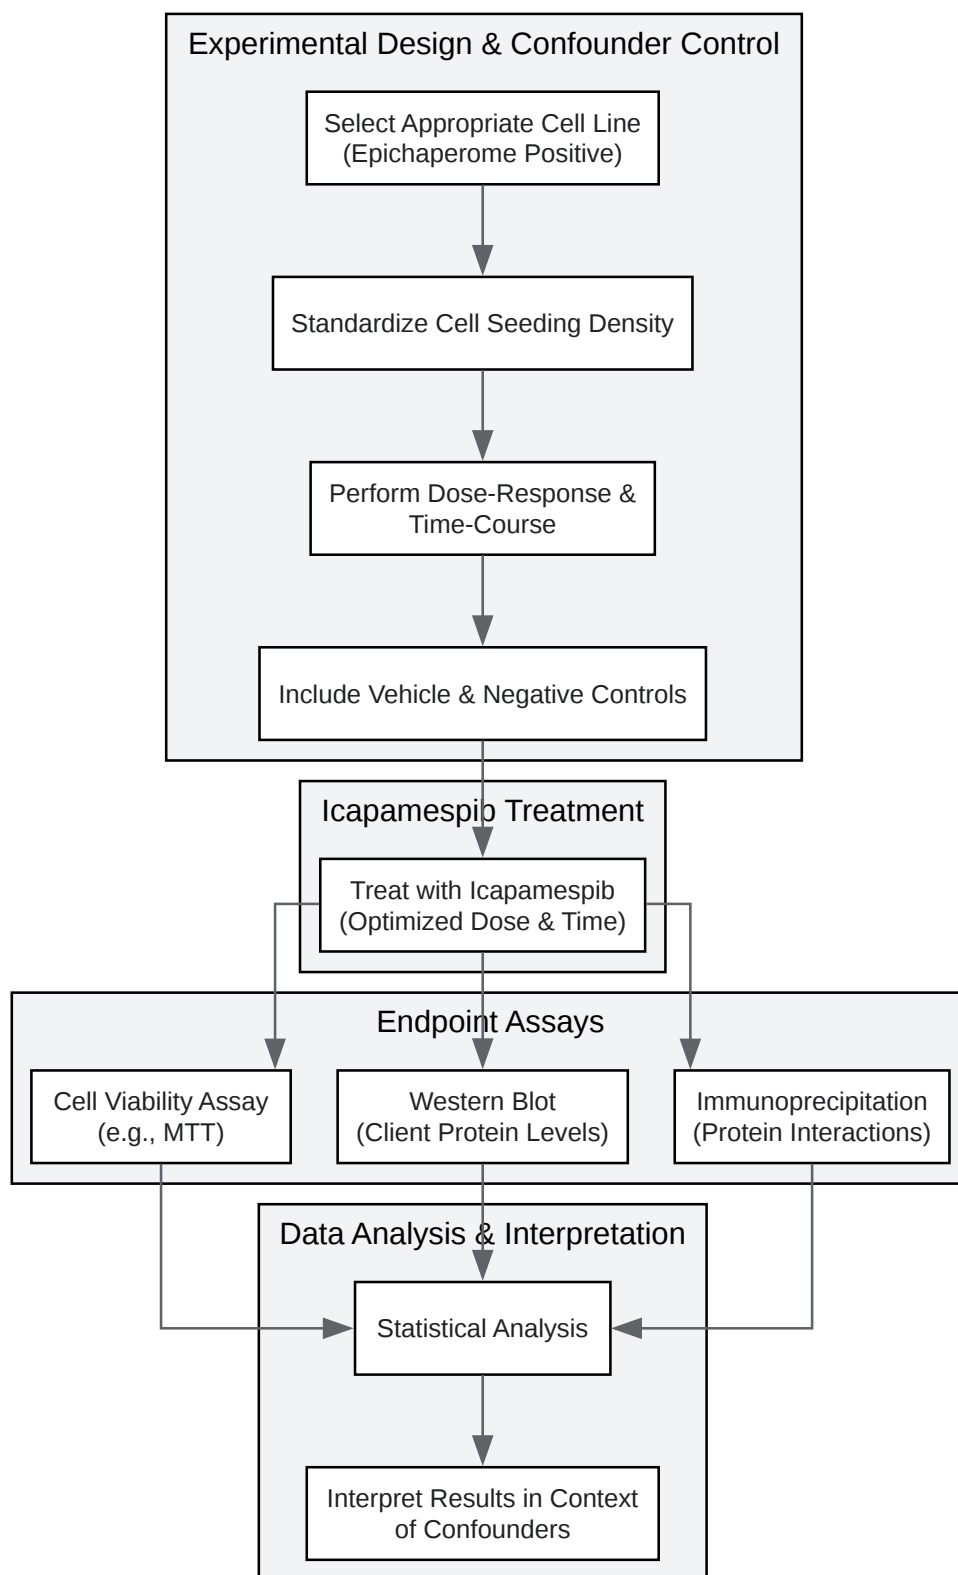 Experimental Design & Confounder Control
Select Appropriate Cell Line
(Epichaperome Positive)
Standardize Cell Seeding Density
Perform Dose-Response &
Time-Course
Include Vehicle & Negative Controls
Icapamespib Treatment
Treat with Icapamespib
(Optimized Dose & Time)
Endpoint Assays
Cell Viability Assay
(e.g., MTT)
Western Blot
(Client Protein Levels)
Immunoprecipitation
(Protein Interactions)
Data Analysis & Interpretation
Statistical Analysis
Interpret Results in Context
of Confounders